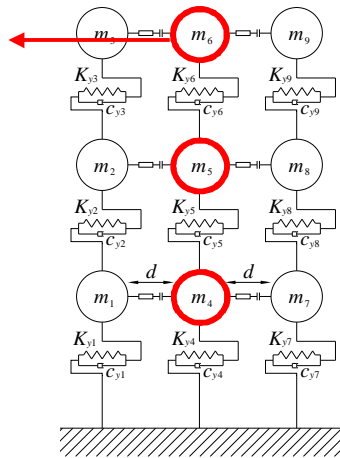 m3 m6 m9
Ky3 Ky6 Ky9
cy3 cy6 cy9
m2 m5 m8
Ky2 Ky5 Ky8
cy2 cy5 cy8
d d
m1 m4 m7
Ky1 Ky4 Ky7
cy1 cy4 cy7